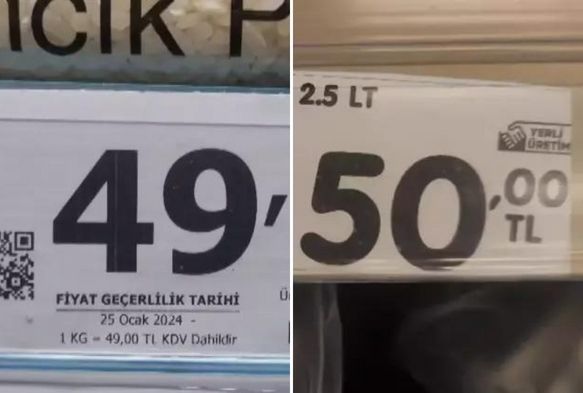 49,
FİYAT GEÇERLİLİK TARİHİ
25 Ocak 2024 -
1 KG = 49,00 TL KDV Dahildir
2.5 LT
YERLİ
ÜRETİM
50,00
TL